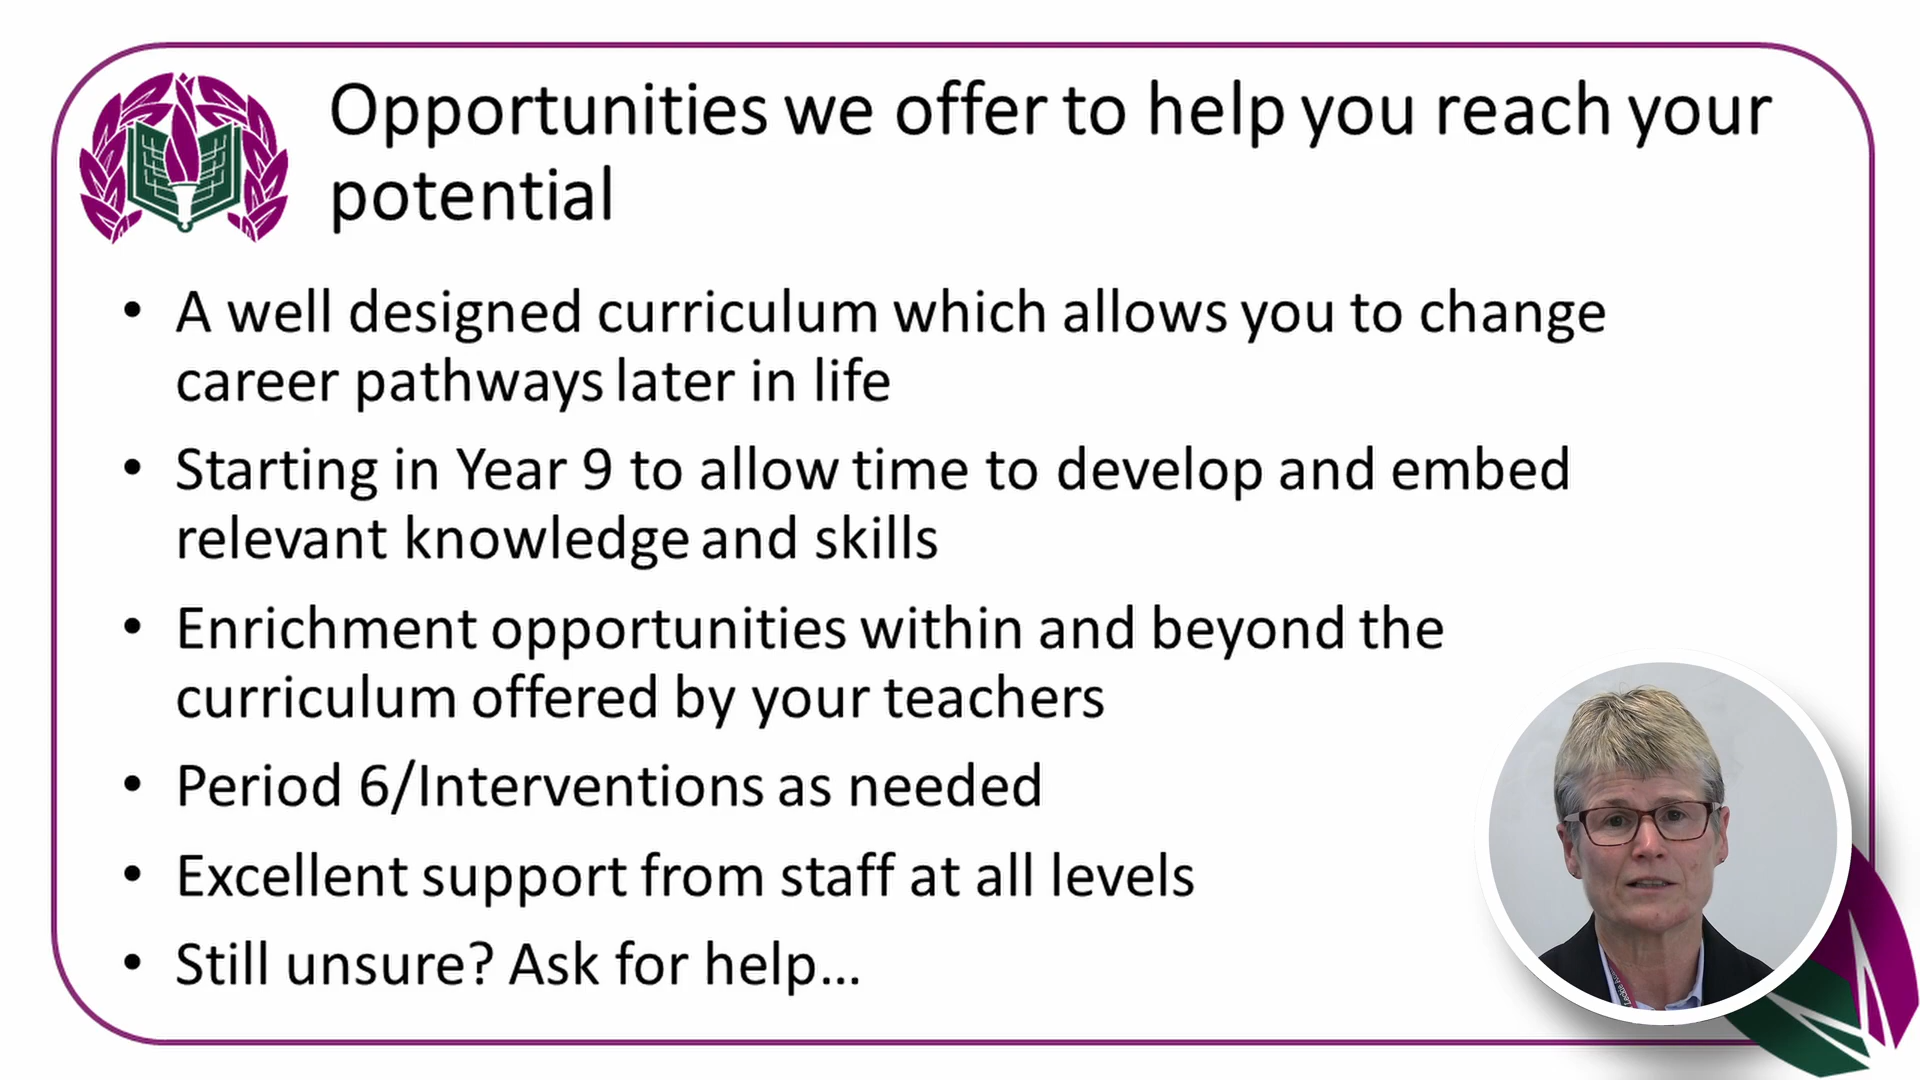 Opportunities we offer to help you reach your
potential
• A well designed curriculum which allows you to change
career pathways later in life
• Starting in Year 9 to allow time to develop and embed
relevant knowledge and skills
• Enrichment opportunities within and beyond the
curriculum offered by your teachers
• Period 6/Interventions as needed
• Excellent support from staff at all levels
• Still unsure? Ask for help...